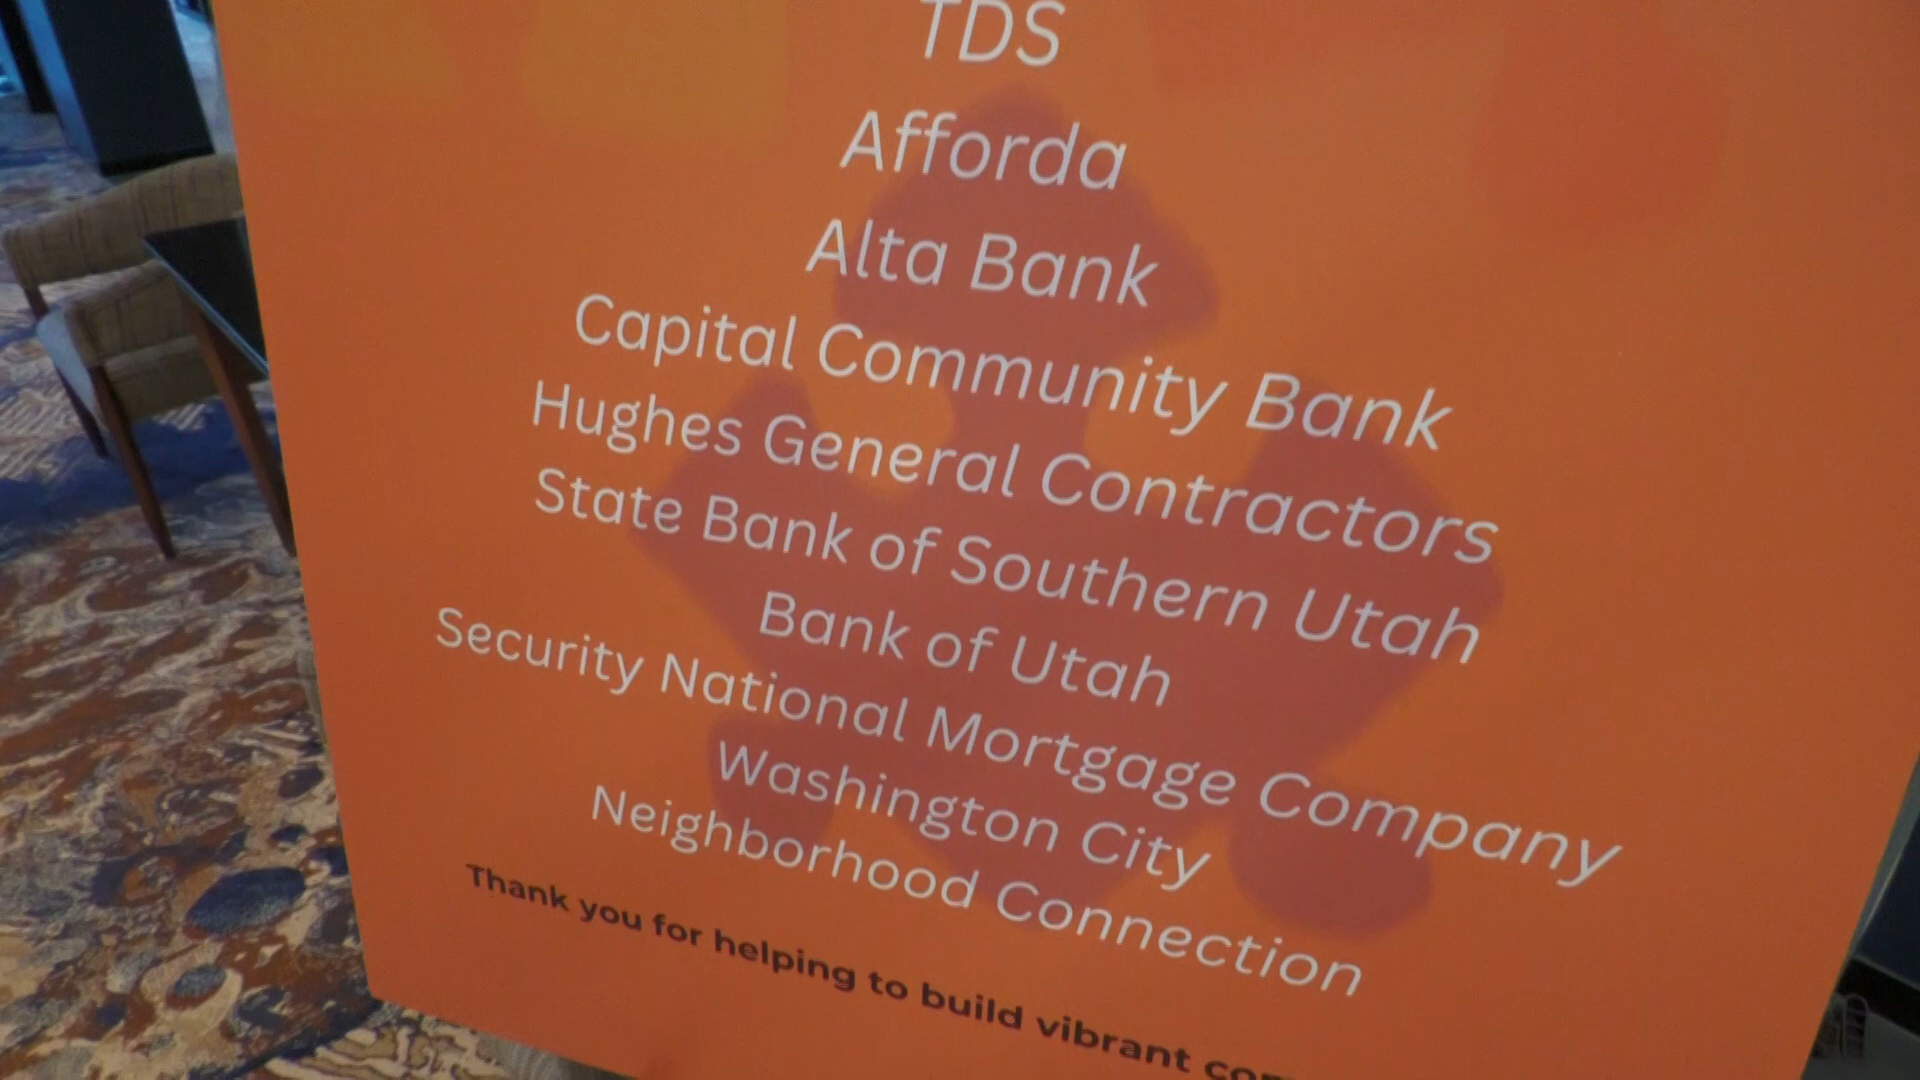 TDS
Afforda
Alta Bank
Capital Community Bank
Hughes General Contractors
State Bank of Southern Utah
Bank of Utah
Security National Mortgage Company
Washington City
Neighborhood Connection
Thank you for helping to build vibrant